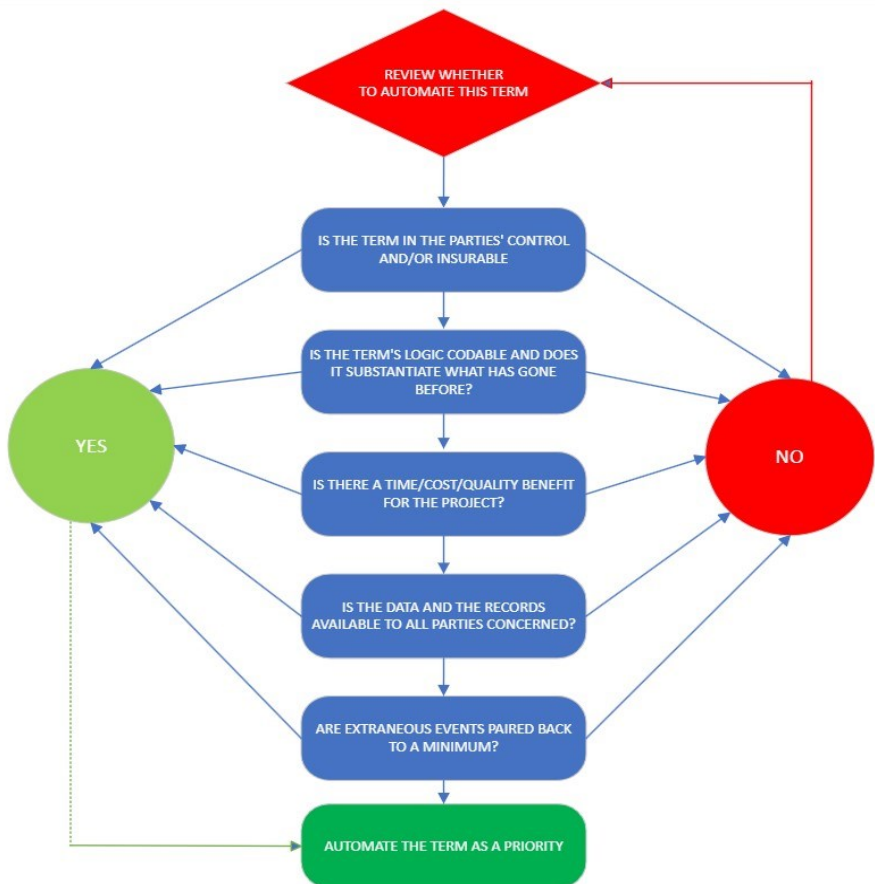 REVIEW WHETHER
TO AUTOMATE THIS TERM
IS THE TERM IN THE PARTIES' CONTROL
AND/OR INSURABLE
IS THE TERM'S LOGIC CODABLE AND DOES
IT SUBSTANTIATE WHAT HAS GONE
BEFORE?
YES
NO
IS THERE A TIME/COST/QUALITY BENEFIT
FOR THE PROJECT?
IS THE DATA AND THE RECORDS
AVAILABLE TO ALL PARTIES CONCERNED?
ARE EXTRANEOUS EVENTS PAIRED BACK
TO A MINIMUM?
AUTOMATE THE TERM AS A PRIORITY